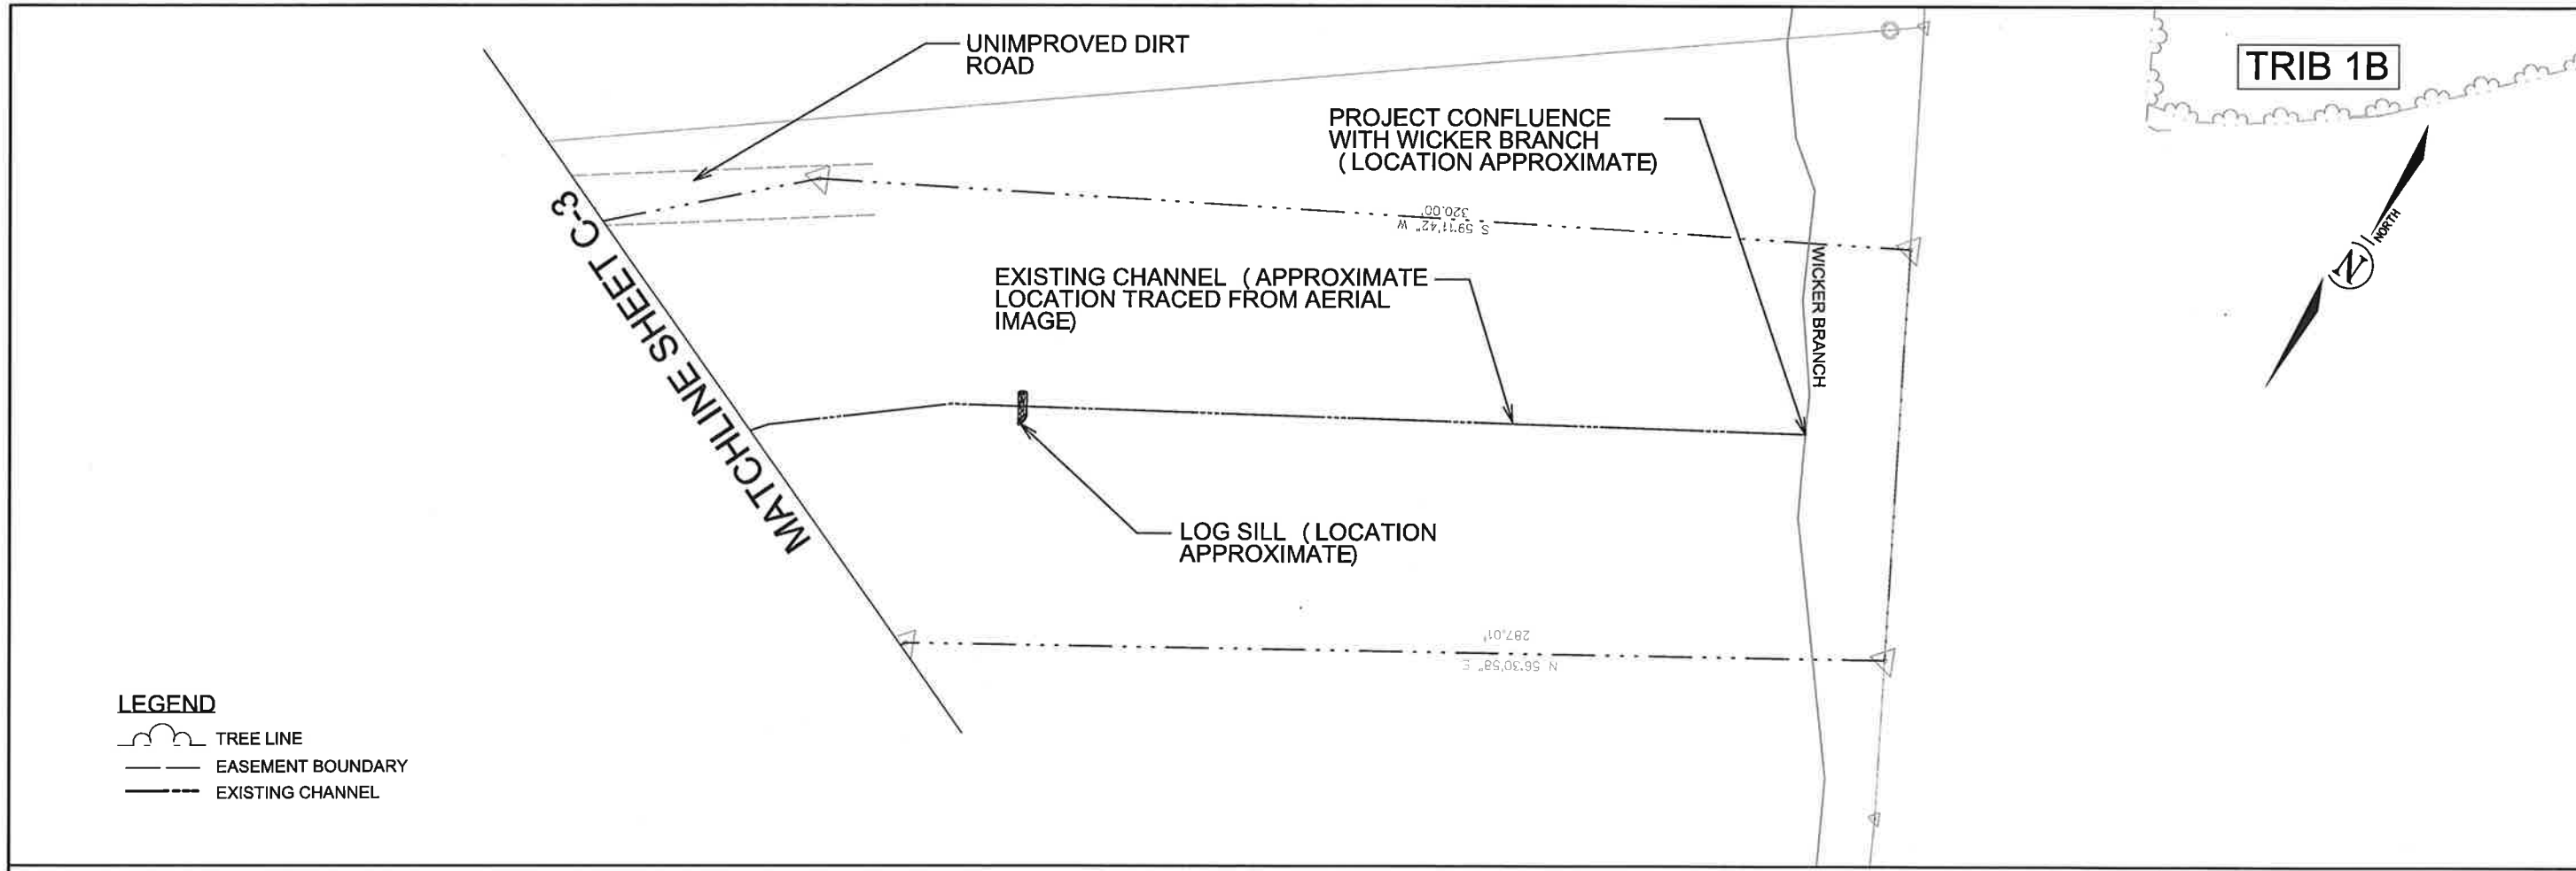 UNIMPROVED DIRT
ROAD
TRIB 1B
PROJECT CONFLUENCE
WITH WICKER BRANCH
(LOCATION APPROXIMATE)
NORTH
N
MATCHLINE SHEET C-3
320.00'
S 59°11'42" W
WICKER BRANCH
EXISTING CHANNEL (APPROXIMATE
LOCATION TRACED FROM AERIAL
IMAGE)
LOG SILL (LOCATION
APPROXIMATE)
287.01'
N 56°30'58" E
LEGEND
TREE LINE
EASEMENT BOUNDARY
EXISTING CHANNEL